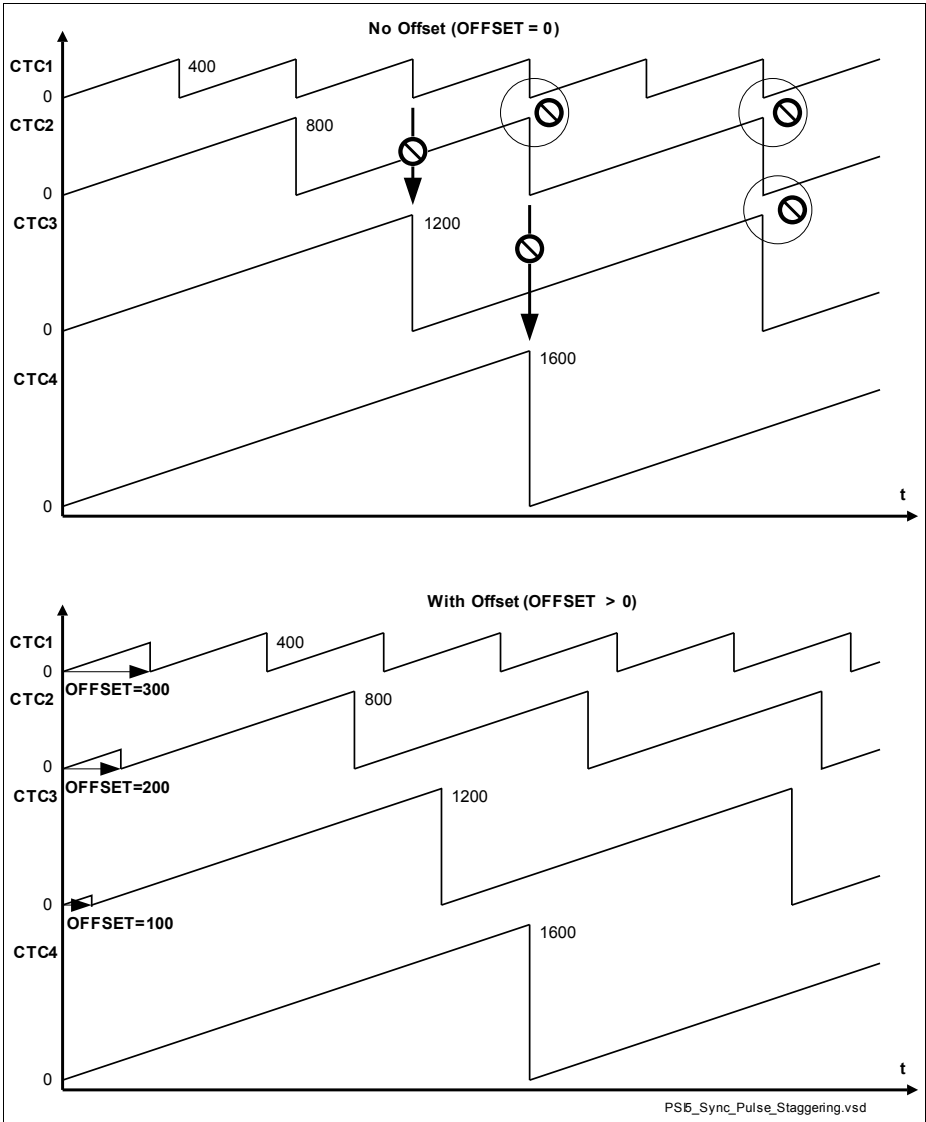 No Offset (OFFSET = 0)
CTC1
400
0
CTC2
800
0
CTC3
1200
0
CTC4
1600
0
t
With Offset (OFFSET > 0)
CTC1
400
0
OFFSET=300
CTC2
800
0
OFFSET=200
CTC3
1200
0
OFFSET=100
CTC4
1600
0
t
PSI5_Sync_Pulse_Staggering.vsd